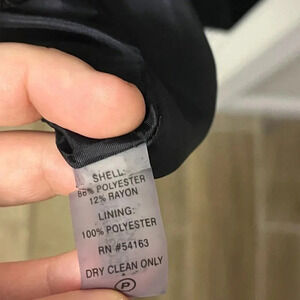 SHELL:
88% POLYESTER
12% RAYON
LINING:
100% POLYESTER
RN #54163
DRY CLEAN ONLY
P